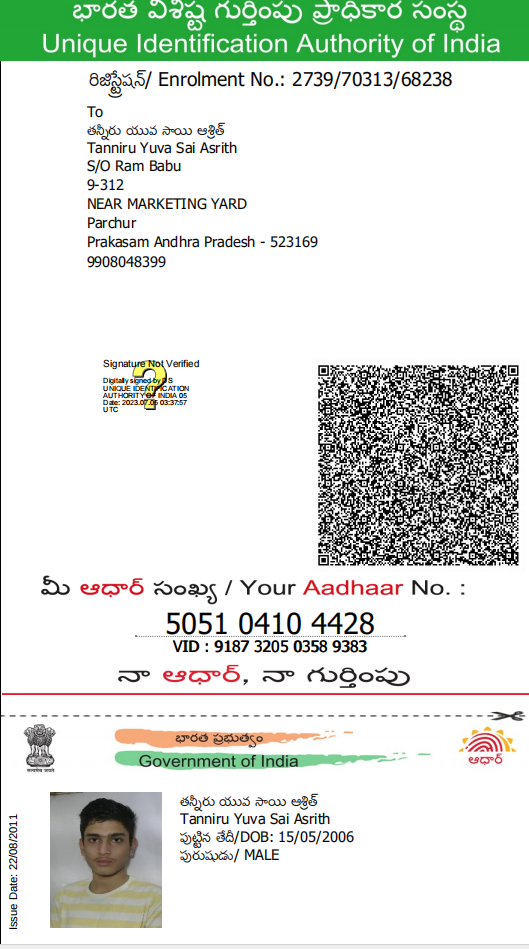 భారత విశిష్ట గుర్తింపు ప్రాధికార సంస్థ
Unique Identification Authority of India
రిజిస్ట్రేషన్/ Enrolment No.: 2739/70313/68238
To
తన్నీరు యువ సాయి ఆశ్రిత్
Tanniru Yuva Sai Asrith
S/O Ram Babu
9-312
NEAR MARKETING YARD
Parchur
Prakasam Andhra Pradesh - 523169
9908048399
Signature Not Verified
Digitally signed by DS
UNIQUE IDENTIFICATION
AUTHORITY OF INDIA 05
Date: 2023.07.05 03:37:57
UTC
మీ ఆధార్ సంఖ్య / Your Aadhaar No. :
5051 0410 4428
VID : 9187 3205 0358 9383
నా ఆధార్, నా గుర్తింపు
భారత ప్రభుత్వం
Government of India
सत्यमेव जयते
ఆధార్
Issue Date: 22/08/2011
తన్నీరు యువ సాయి ఆశ్రిత్
Tanniru Yuva Sai Asrith
పుట్టిన తేదీ/DOB: 15/05/2006
పురుషుడు/ MALE